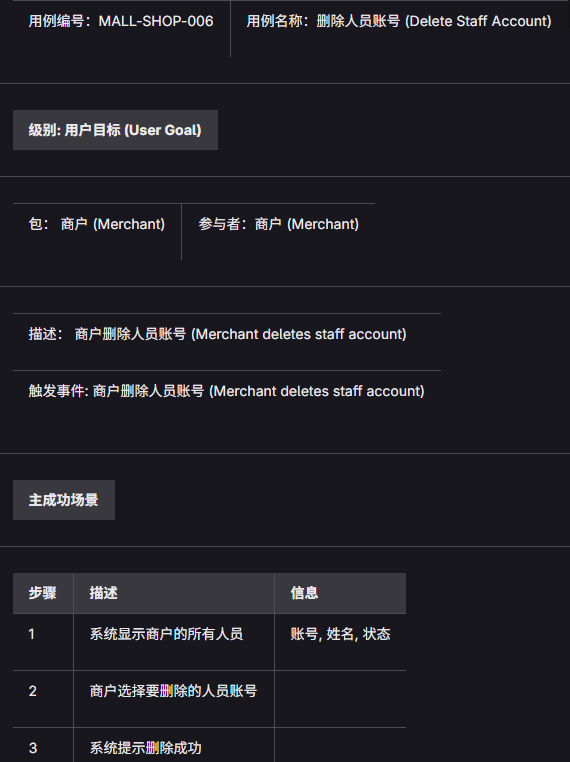 用例编号：MALL-SHOP-006 用例名称：删除人员账号 (Delete Staff Account)
级别: 用户目标 (User Goal)
包： 商户 (Merchant) 参与者：商户 (Merchant)
描述： 商户删除人员账号 (Merchant deletes staff account)
触发事件: 商户删除人员账号 (Merchant deletes staff account)
主成功场景
步骤 描述 信息
1 系统显示商户的所有人员 账号, 姓名, 状态
2 商户选择要删除的人员账号
3 系统提示删除成功